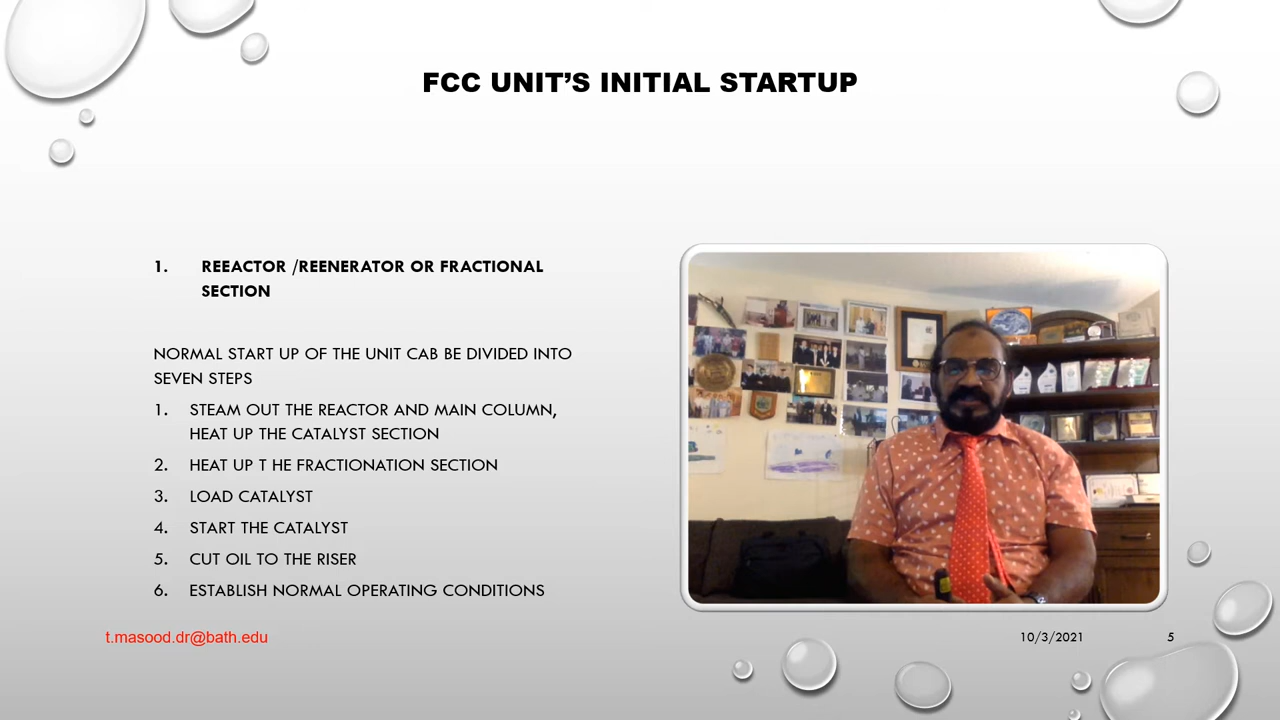 FCC UNIT’S INITIAL STARTUP
1. REEACTOR /REENERATOR OR FRACTIONAL
SECTION
NORMAL START UP OF THE UNIT CAB BE DIVIDED INTO
SEVEN STEPS
1. STEAM OUT THE REACTOR AND MAIN COLUMN,
HEAT UP THE CATALYST SECTION
2. HEAT UP T HE FRACTIONATION SECTION
3. LOAD CATALYST
4. START THE CATALYST
5. CUT OIL TO THE RISER
6. ESTABLISH NORMAL OPERATING CONDITIONS
t.masood.dr@bath.edu
10/3/2021
5